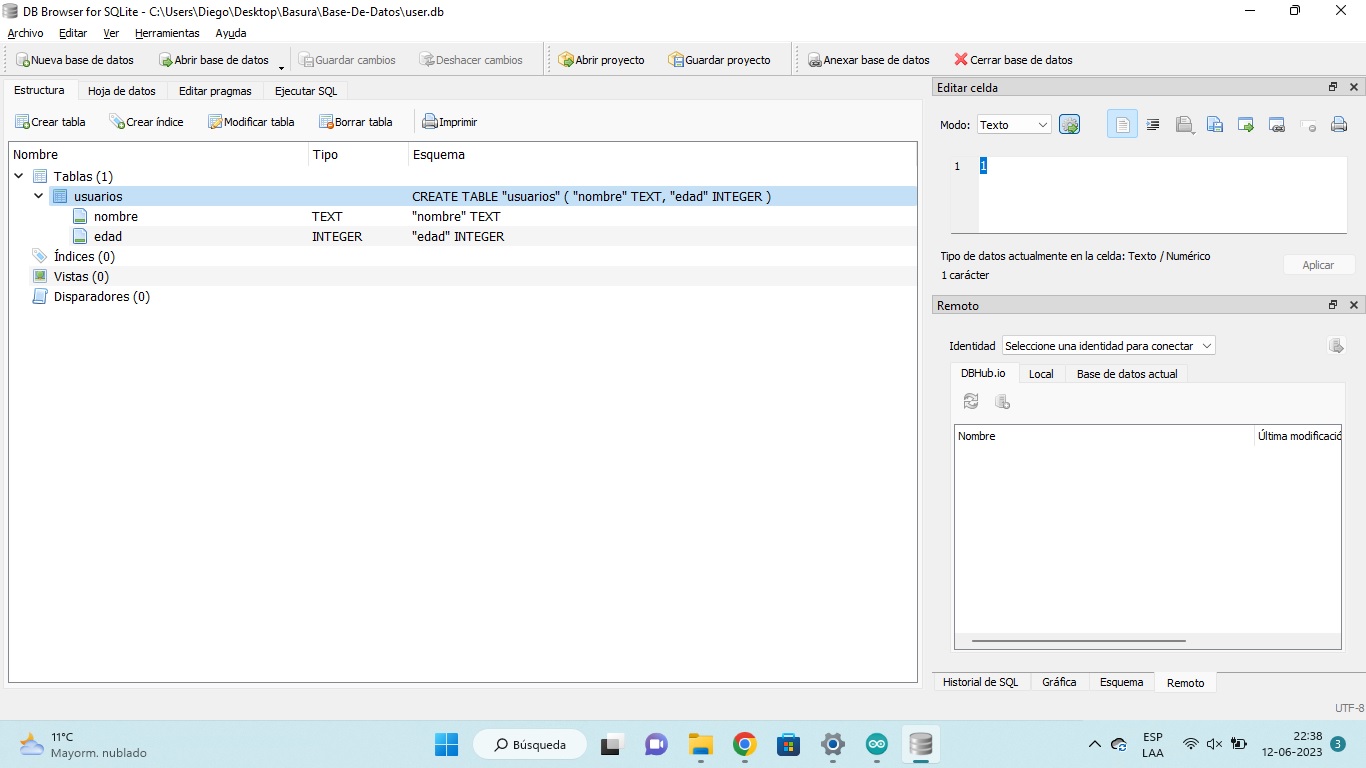 DB Browser for SQLite - C:\Users\Diego\Desktop\Basura\Base-De-Datos\user.db
Archivo Editar Ver Herramientas Ayuda
Nueva base de datos Abrir base de datos Guardar cambios Deshacer cambios Abrir proyecto Guardar proyecto Anexar base de datos Cerrar base de datos
Estructura Hoja de datos Editar pragmas Ejecutar SQL
Crear tabla Crear índice Modificar tabla Borrar tabla Imprimir
Nombre Tipo Esquema
Tablas (1)
usuarios CREATE TABLE "usuarios" ( "nombre" TEXT, "edad" INTEGER )
nombre TEXT "nombre" TEXT
edad INTEGER "edad" INTEGER
Índices (0)
Vistas (0)
Disparadores (0)
Editar celda
Modo: Texto
1 1
Tipo de datos actualmente en la celda: Texto / Numérico
1 carácter
Aplicar
Remoto
Identidad Seleccione una identidad para conectar
DBHub.io Local Base de datos actual
Nombre Última modificació
Historial de SQL Gráfica Esquema Remoto
UTF-8
11°C
Mayorm. nublado
Búsqueda
ESP
LAA
22:38
12-06-2023
3